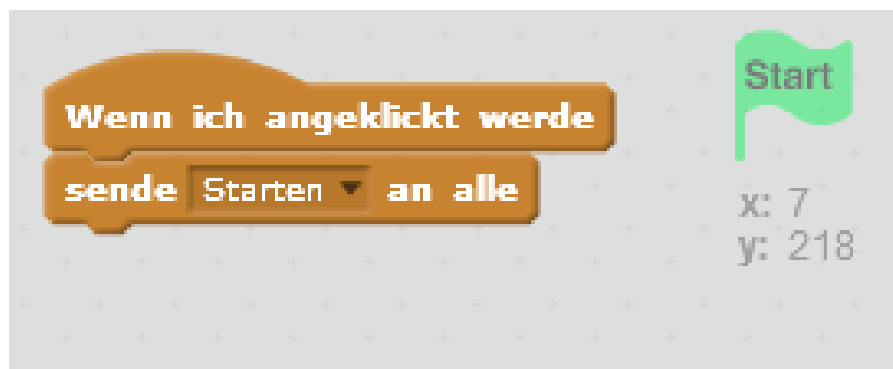 Wenn ich angeklickt werde
sende Starten an alle
Start
x: 7
y: 218